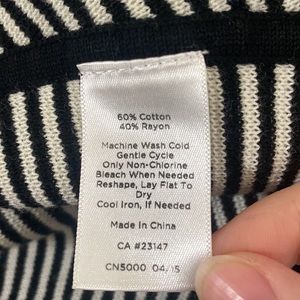 60% Cotton
40% Rayon
Machine Wash Cold
Gentle Cycle
Only Non-Chlorine
Bleach When Needed
Reshape, Lay Flat To
Dry
Cool Iron, If Needed
Made In China
CA #23147
CN5000 04/15